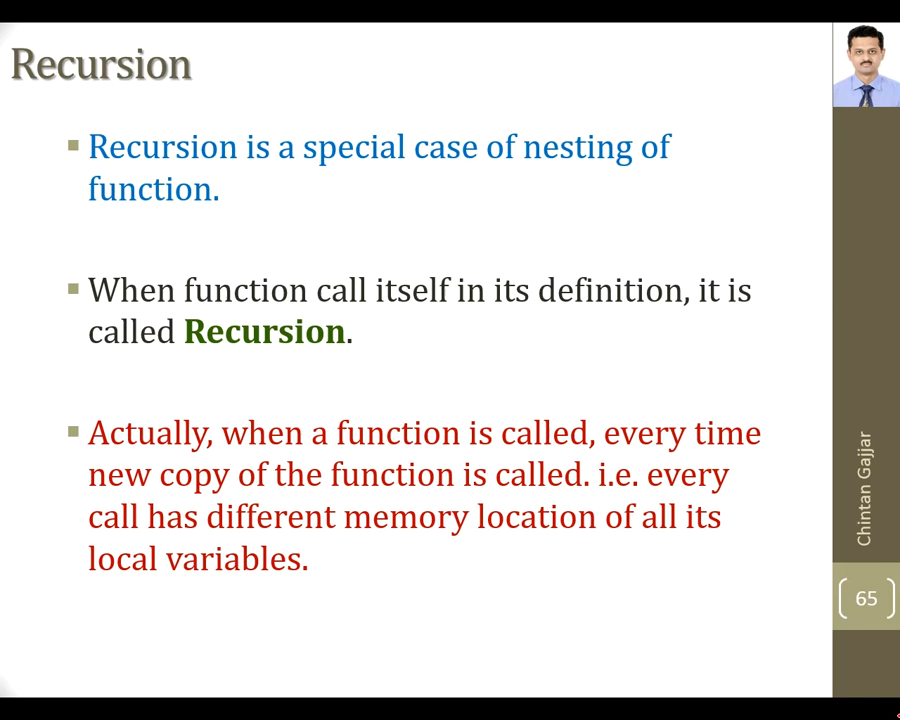 Recursion
Recursion is a special case of nesting of
function.
When function call itself in its definition, it is
called Recursion.
Actually, when a function is called, every time
new copy of the function is called. i.e. every
call has different memory location of all its
local variables.
Chintan Gajjar
65